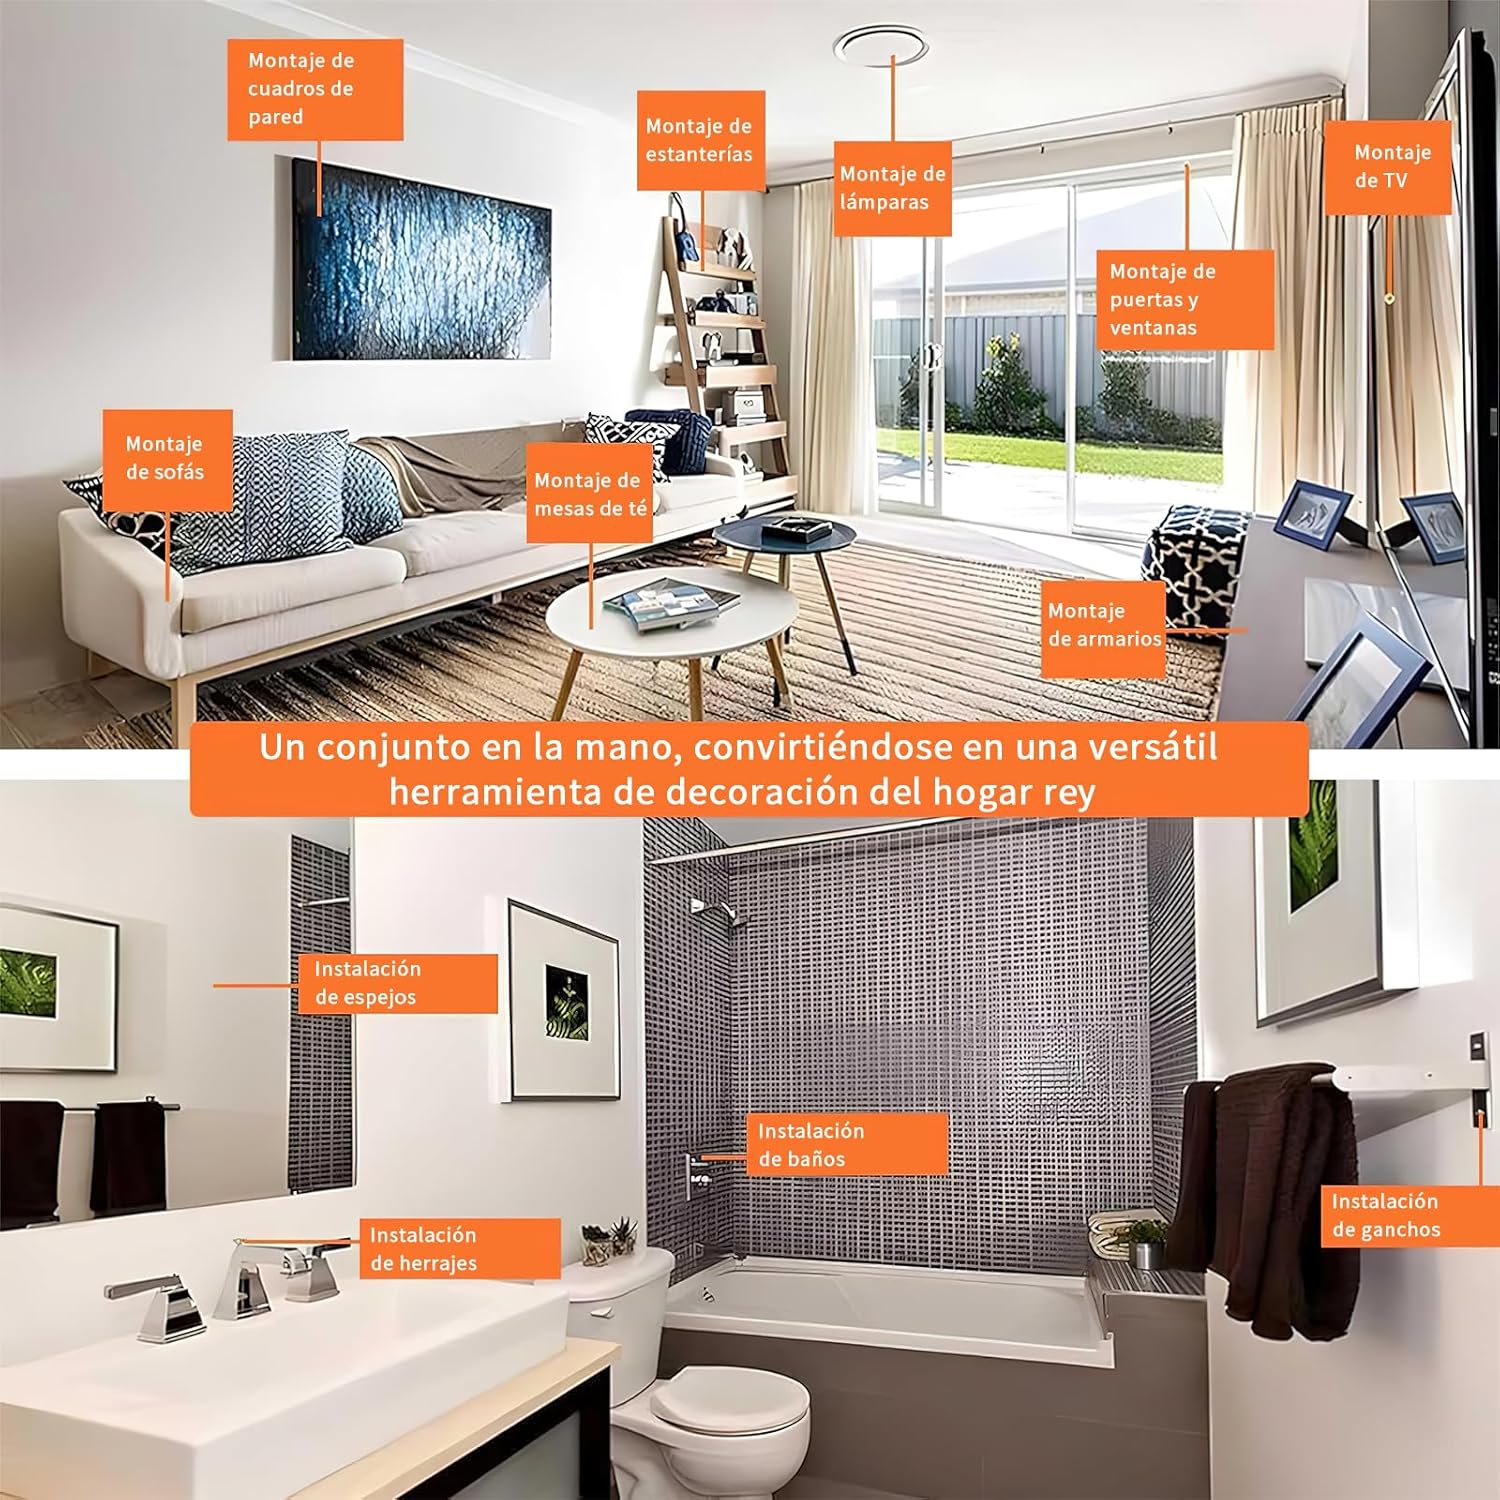 Montaje de
cuadros de
pared
Montaje de
estanterías
Montaje de
lámparas
Montaje
de TV
Montaje de
puertas y
ventanas
Montaje
de sofás
Montaje de
mesas de té
Montaje
de armarios
Un conjunto en la mano, convirtiéndose en una versátil
herramienta de decoración del hogar rey
Instalación
de espejos
Instalación
de baños
Instalación
de ganchos
Instalación
de herrajes